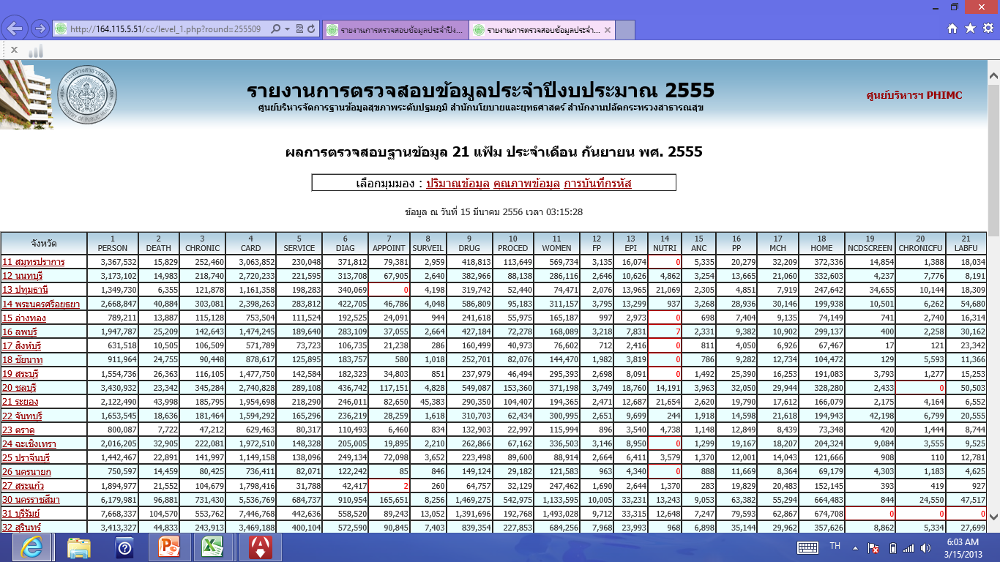 http://164.115.5.51/cc/level_1.php?round=255509
รายงานการตรวจสอบข้อมูลประจำปีง...
รายงานการตรวจสอบข้อมูลประจำ...
รายงานการตรวจสอบข้อมูลประจำปีงบประมาณ 2555
ศูนย์บริหารจัดการฐานข้อมูลสุขภาพระดับปฐมภูมิ สำนักนโยบายและยุทธศาสตร์ สำนักงานปลัดกระทรวงสาธารณสุข
ศูนย์บริหารฯ PHIMC
กระทรวงสาธารณสุข
MINISTRY OF PUBLIC HEALTH
ผลการตรวจสอบฐานข้อมูล 21 แฟ้ม ประจำเดือน กันยายน พศ. 2555
เลือกมุมมอง : ปริมาณข้อมูล คุณภาพข้อมูล การบันทึกรหัส
ข้อมูล ณ วันที่ 15 มีนาคม 2556 เวลา 03:15:28
จังหวัด 1 PERSON 2 DEATH 3 CHRONIC 4 CARD 5 SERVICE 6 DIAG 7 APPOINT 8 SURVEIL 9 DRUG 10 PROCED 11 WOMEN 12 FP 13 EPI 14 NUTRI 15 ANC 16 PP 17 MCH 18 HOME 19 NCDSCREEN 20 CHRONICFU 21 LABFU
11 สมุทรปราการ 3,367,532 15,829 252,460 3,063,852 230,048 371,812 79,381 2,959 418,813 113,649 569,734 3,135 16,074 0 5,335 20,279 32,209 372,336 14,854 1,388 18,034
12 นนทบุรี 3,173,102 14,983 218,740 2,720,233 221,595 313,708 67,905 2,640 382,966 88,138 286,116 2,646 10,626 4,862 3,254 13,665 21,060 332,603 4,237 7,776 8,191
13 ปทุมธานี 1,349,730 6,355 121,878 1,161,358 198,283 340,069 0 4,198 319,742 52,440 74,471 2,076 13,965 21,069 2,305 4,851 7,919 247,642 34,655 10,144 18,309
14 พระนครศรีอยุธยา 2,668,847 40,884 303,081 2,398,263 283,812 422,705 46,786 4,048 586,809 95,183 311,157 3,795 13,299 937 3,268 28,936 30,146 199,938 10,501 6,262 54,680
15 อ่างทอง 789,211 13,887 115,128 753,504 111,524 192,525 24,091 944 241,618 55,975 165,187 997 2,973 0 698 7,404 9,135 74,149 741 2,740 16,314
16 ลพบุรี 1,947,787 25,209 142,643 1,474,245 189,640 283,109 37,055 2,664 427,184 72,278 168,089 3,218 7,831 7 2,331 9,382 10,902 299,137 400 2,258 30,162
17 สิงห์บุรี 631,518 10,505 106,509 571,789 73,723 106,735 21,238 286 160,499 40,973 76,602 712 2,416 0 811 4,050 6,926 67,467 17 121 23,342
18 ชัยนาท 911,964 24,755 90,448 878,617 125,895 183,757 580 1,018 252,701 82,076 144,470 1,982 3,819 0 786 9,282 12,734 104,472 129 5,593 11,366
19 สระบุรี 1,554,736 26,363 116,105 1,477,750 142,584 182,323 34,803 851 237,979 46,494 295,393 2,698 8,091 0 1,492 25,390 16,253 191,083 3,793 1,277 15,253
20 ชลบุรี 3,430,932 23,342 345,284 2,740,828 289,108 436,742 117,151 4,828 549,087 153,360 371,198 3,749 18,760 14,191 3,963 32,050 29,944 328,280 2,433 0 50,503
21 ระยอง 2,122,490 43,998 185,795 1,954,698 218,290 246,011 82,650 45,383 290,350 104,407 194,365 2,471 12,687 21,654 2,620 19,790 17,612 166,079 2,175 4,164 6,552
22 จันทบุรี 1,653,545 18,636 181,464 1,594,292 165,296 236,219 28,259 1,618 310,703 62,434 300,995 2,651 9,699 244 1,918 14,598 21,618 194,943 42,198 6,799 20,555
23 ตราด 800,087 7,722 47,212 629,463 80,317 110,493 6,460 834 132,903 22,997 115,994 896 3,540 4,738 1,148 12,849 8,439 73,348 420 1,444 8,744
24 ฉะเชิงเทรา 2,016,205 32,905 222,081 1,972,510 148,328 205,005 19,895 2,210 262,866 67,162 336,503 3,146 8,950 0 1,299 19,167 18,207 204,324 9,084 3,555 9,525
25 ปราจีนบุรี 1,442,467 22,891 141,997 1,149,158 138,096 249,134 72,098 3,652 223,498 89,600 88,914 2,664 6,411 3,579 1,370 12,001 14,043 121,666 908 110 12,781
26 นครนายก 750,597 14,459 80,425 736,411 82,071 122,242 85 846 149,124 29,182 121,583 963 4,340 0 888 11,669 8,364 69,179 4,303 1,183 4,625
27 สระแก้ว 1,894,977 21,552 104,679 1,798,416 31,788 42,417 2 260 64,757 32,129 247,462 1,690 2,644 1,370 283 19,829 20,483 152,145 393 419 927
30 นครราชสีมา 6,179,981 96,881 731,430 5,536,769 684,737 910,954 165,651 8,256 1,469,275 542,975 1,133,595 10,005 33,231 13,243 9,053 63,382 55,294 664,483 844 24,550 47,517
31 บุรีรัมย์ 7,668,337 104,570 553,762 7,446,768 442,636 558,520 89,243 13,052 1,391,696 192,768 1,493,028 9,712 33,315 12,648 7,247 79,593 62,867 674,708 0 0 0
32 สุรินทร์ 3,413,327 44,833 243,913 3,469,188 400,104 572,590 90,845 7,403 839,354 227,853 684,256 7,968 23,993 968 6,898 35,144 29,962 357,626 8,862 5,334 27,699
TH
6:03 AM
3/15/2013